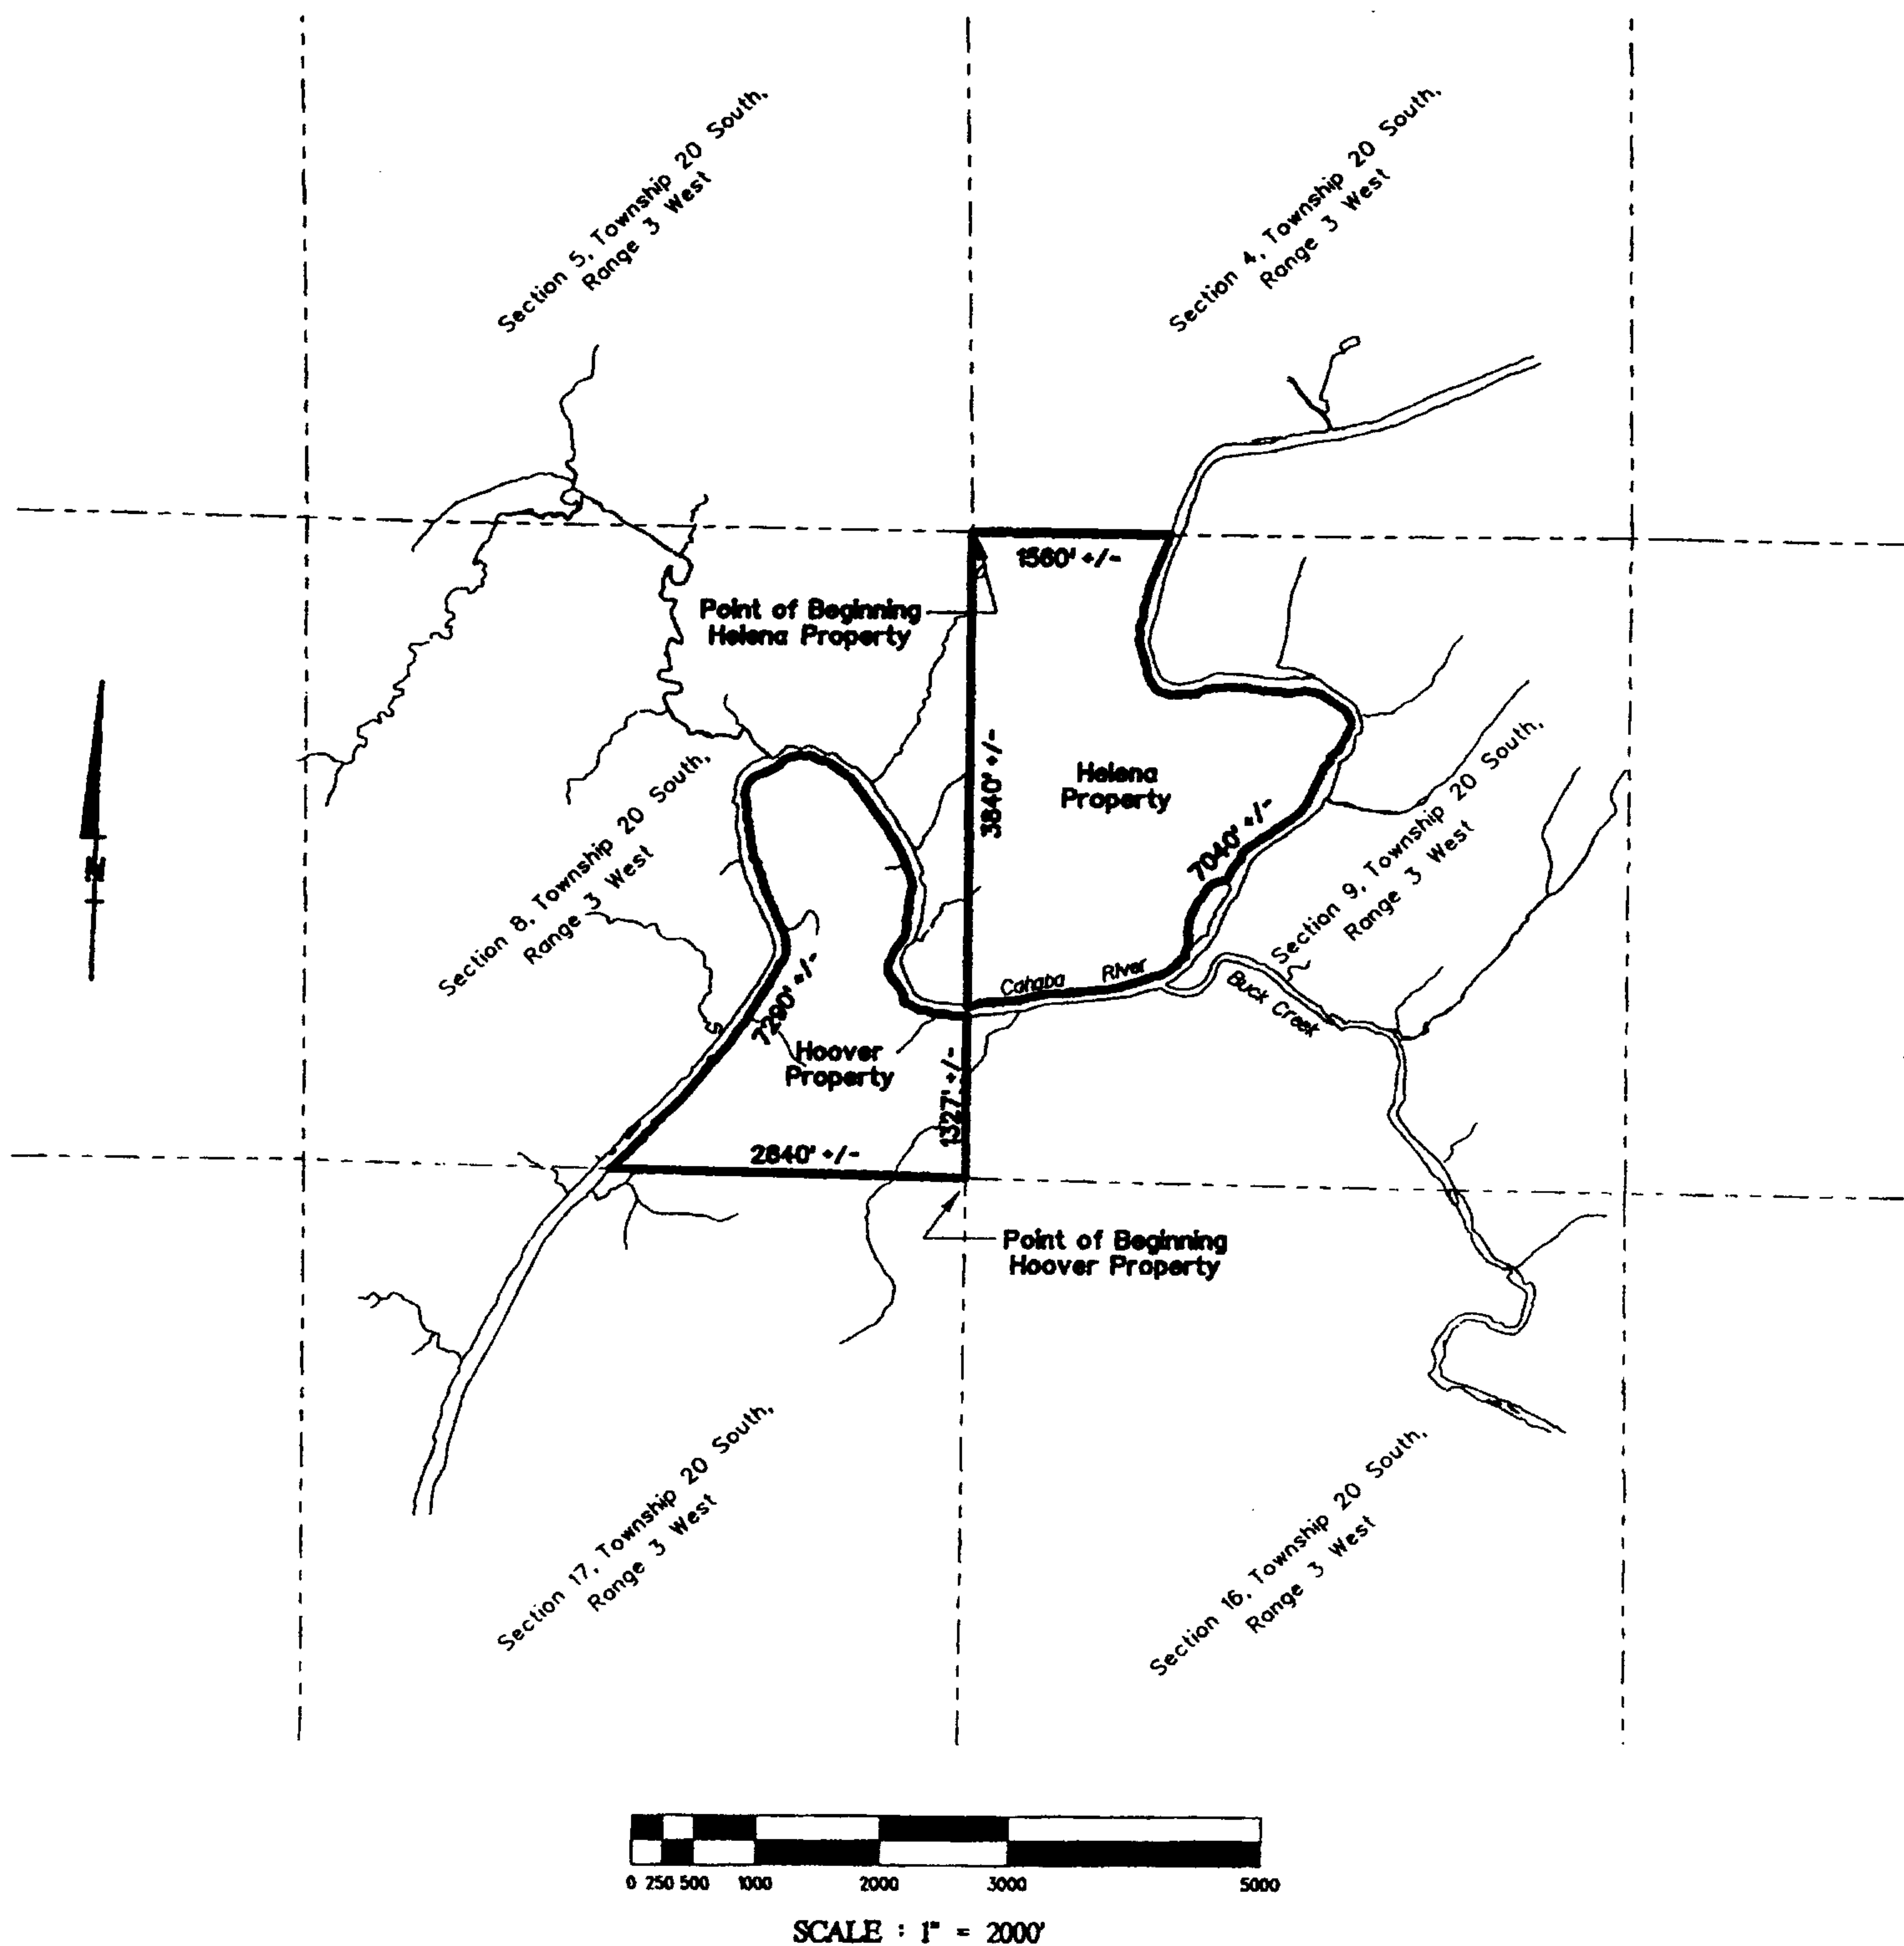 Section 5, Township 20 South,
Range 3 West
Section 4, Township 20 South,
Range 3 West
1560' +/-
Point of Beginning
Helena Property
3840' +/-
Helena
Property
7040' =/-
Section 8, Township 20 South,
Range 3 West
Section 9, Township 20 South,
Range 3 West
N
Cahaba River
Buck Creek
7290' =/-
Hoover
Property
1327' +/-
2640' +/-
Point of Beginning
Hoover Property
Section 17, Township 20 South,
Range 3 West
Section 16, Township 20 South,
Range 3 West
0 250 500 1000 2000 3000 5000
SCALE : 1" = 2000'